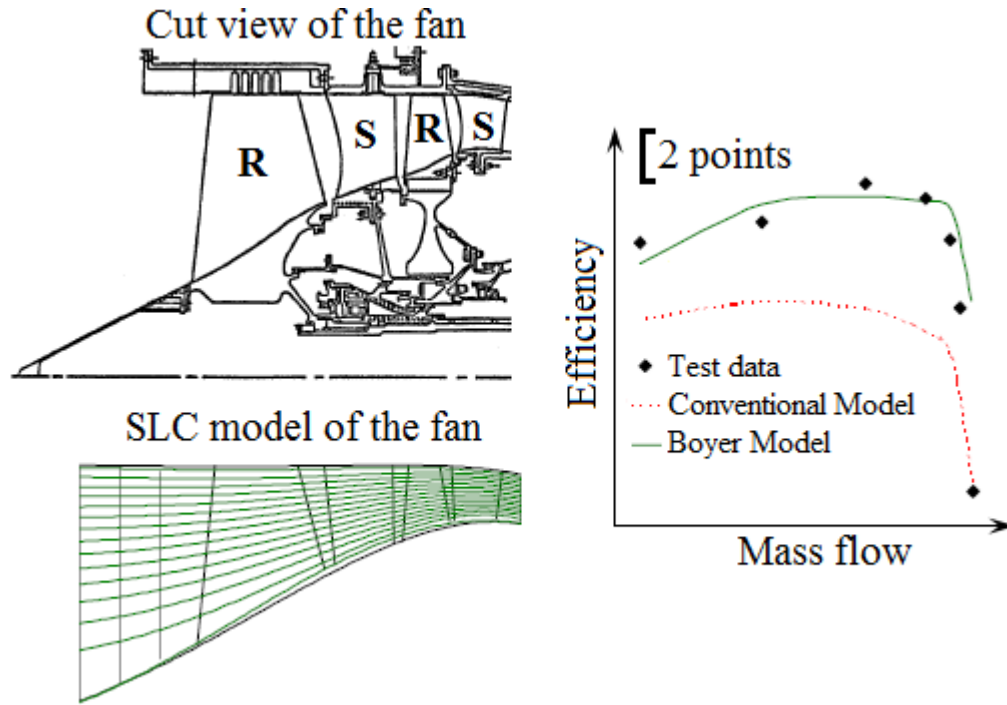 Cut view of the fan
R
S
R
S
SLC model of the fan
2 points
Efficiency
Test data
Conventional Model
Boyer Model
Mass flow